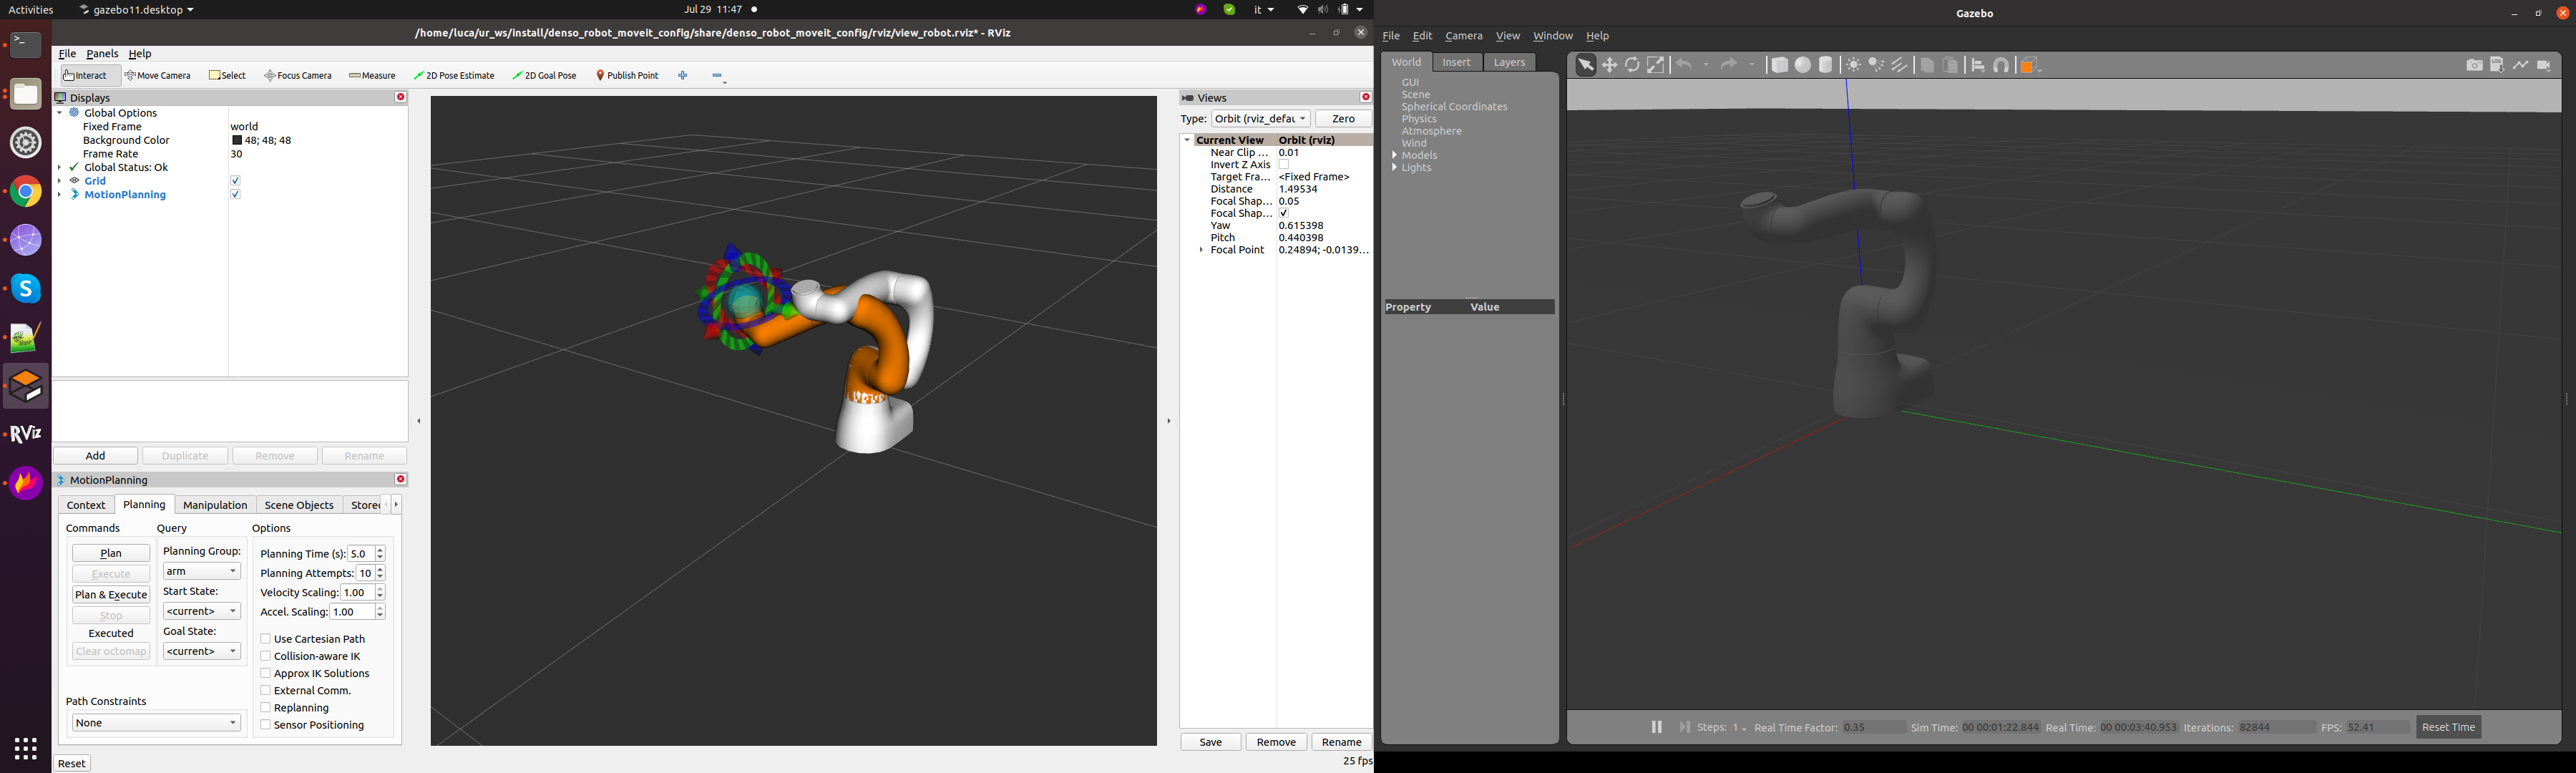 Activities
gazebo11.desktop
Jul 29 11:47
it
/home/luca/ur_ws/install/denso_robot_moveit_config/share/denso_robot_moveit_config/rviz/view_robot.rviz* - RViz
File Panels Help
Interact Move Camera Select Focus Camera Measure 2D Pose Estimate 2D Goal Pose Publish Point
Displays
Global Options
Fixed Frame world
Background Color 48; 48; 48
Frame Rate 30
Global Status: Ok
Grid
MotionPlanning
Add Duplicate Remove Rename
MotionPlanning
Context Planning Manipulation Scene Objects Stored
Commands Query Options
Plan
Execute
Plan & Execute
Stop
Executed
Clear octomap
Planning Group:
arm
Start State:
<current>
Goal State:
<current>
Planning Time (s): 5.0
Planning Attempts: 10
Velocity Scaling: 1.00
Accel. Scaling: 1.00
Use Cartesian Path
Collision-aware IK
Approx IK Solutions
External Comm.
Replanning
Sensor Positioning
Path Constraints
None
Reset
RViz
Views
Type: Orbit (rviz_defau Zero
Current View Orbit (rviz)
Near Clip ... 0.01
Invert Z Axis
Target Fra... <Fixed Frame>
Distance 1.49534
Focal Shap... 0.05
Focal Shap...
Yaw 0.615398
Pitch 0.440398
Focal Point 0.24894; -0.0139...
Save Remove Rename
25 fps
Gazebo
File Edit Camera View Window Help
World Insert Layers
GUI
Scene
Spherical Coordinates
Physics
Atmosphere
Wind
Models
Lights
Property Value
Steps: 1 Real Time Factor: 0.35 Sim Time: 00 00:01:22.844 Real Time: 00 00:03:40.953 Iterations: 82844 FPS: 52.41 Reset Time